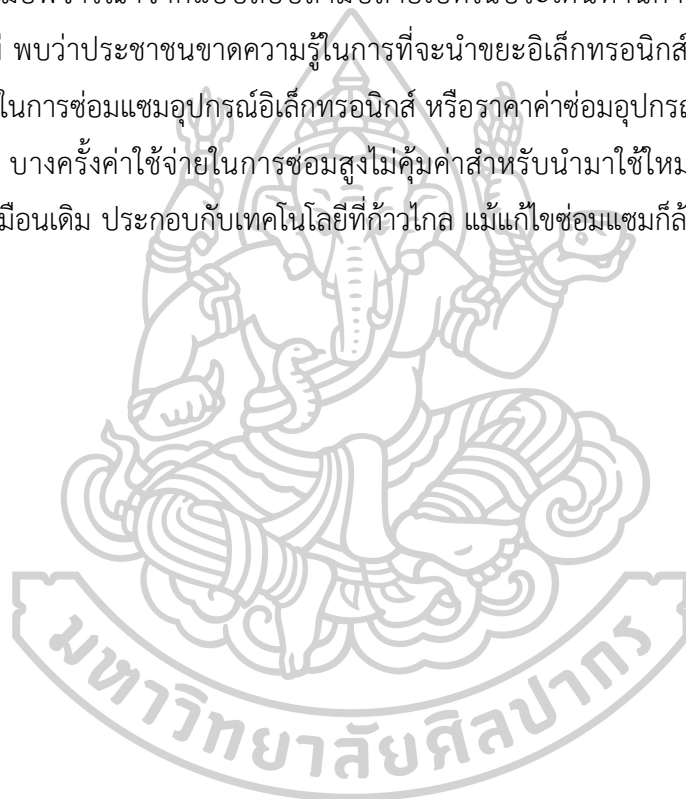 พบว่าประชาชนขาดความรู้ในการที่จะนำขยะอิเล็กทรอนิกส์
ในการซ่อมแซมอุปกรณ์อิเล็กทรอนิกส์ หรือราคาค่าซ่อมอุปกรณ
บางครั้งค่าใช้จ่ายในการซ่อมสูงไม่คุ้มค่าสำหรับนำมาใช้ใหม
มือนเดิม ประกอบกับเทคโนโลยีที่ก้าวไกล แม้แก้ไขซ่อมแซมก็ล้
มหาวิทยาลัยศิลปากร